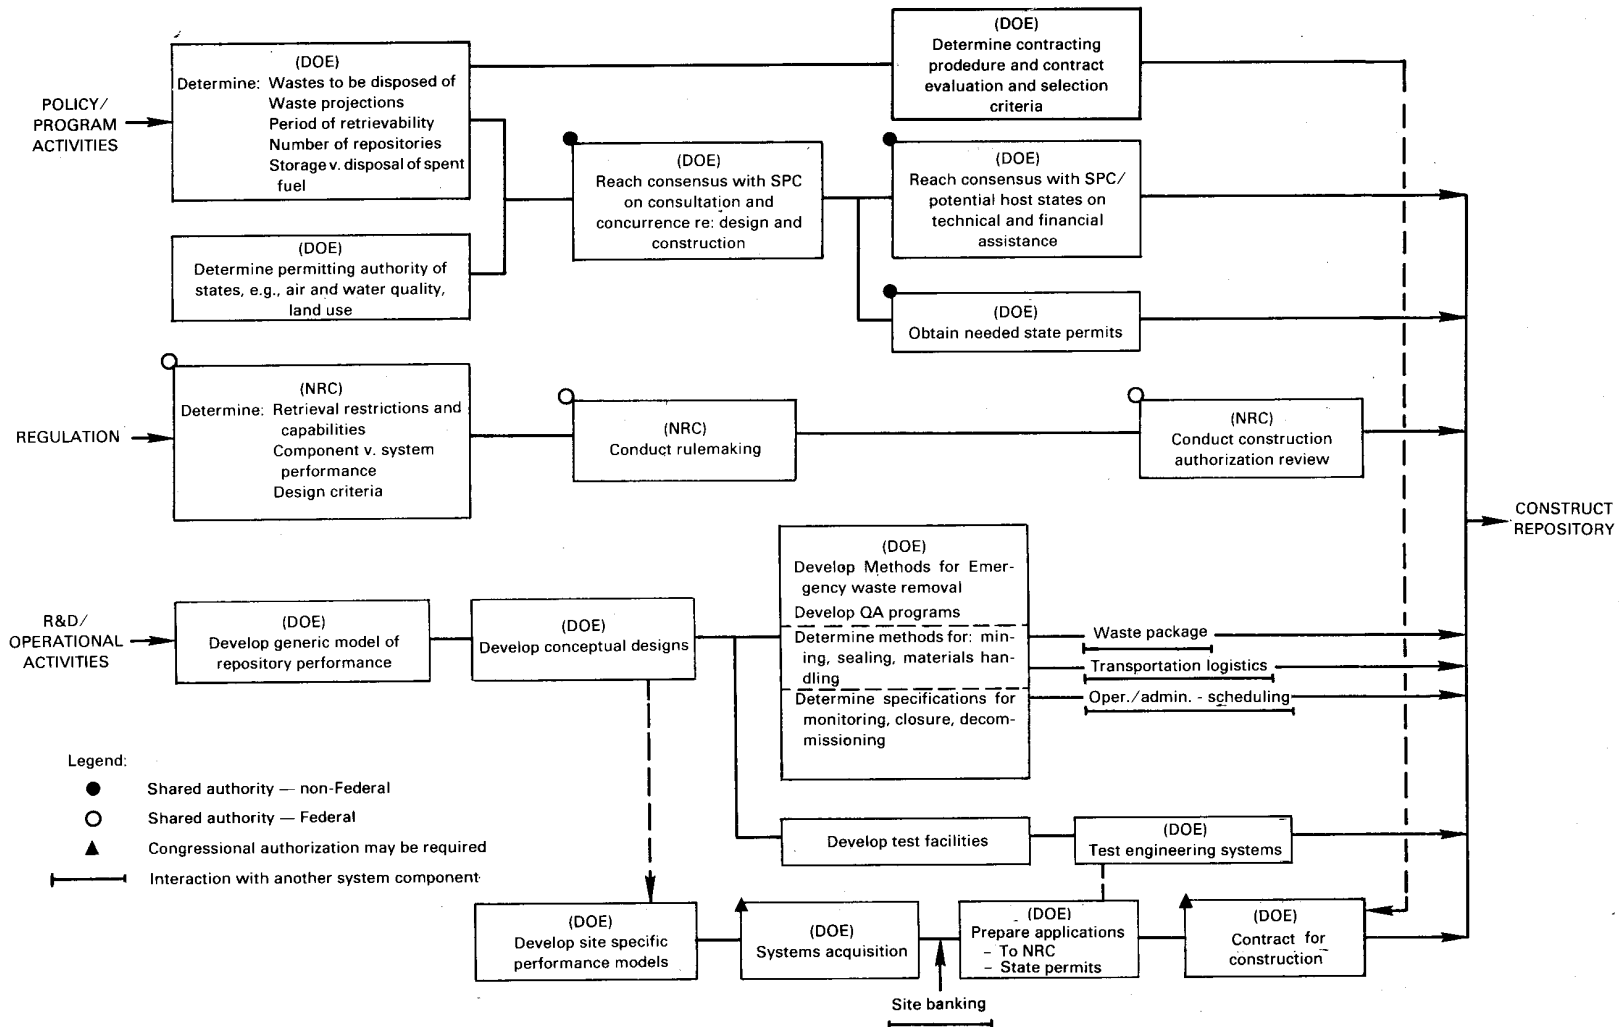 (DOE)
Determine: Wastes to be disposed of
Waste projections
Period of retrievability
Number of repositories
Storage v. disposal of spent
fuel
POLICY/
PROGRAM
ACTIVITIES
(DOE)
Determine contracting
prodedure and contract
evaluation and selection
criteria
(DOE)
Reach consensus with SPC
on consultation and
concurrence re: design and
construction
(DOE)
Reach consensus with SPC/
potential host states on
technical and financial
assistance
(DOE)
Determine permitting authority of
states, e.g., air and water quality,
land use
(DOE)
Obtain needed state permits
REGULATION
(NRC)
Determine: Retrieval restrictions and
capabilities
Component v. system
performance
Design criteria
(NRC)
Conduct rulemaking
(NRC)
Conduct construction
authorization review
CONSTRUCT
REPOSITORY
R&D/
OPERATIONAL
ACTIVITIES
(DOE)
Develop generic model of
repository performance
(DOE)
Develop conceptual designs
(DOE)
Develop Methods for Emer-
gency waste removal
Develop QA programs
Determine methods for: min-
ing, sealing, materials han-
dling
Determine specifications for
monitoring, closure, decom-
missioning
Waste package
Transportation logistics
Oper./admin. - scheduling
Develop test facilities
(DOE)
Test engineering systems
Legend:
Shared authority — non-Federal
Shared authority — Federal
Congressional authorization may be required
Interaction with another system component
(DOE)
Develop site specific
performance models
(DOE)
Systems acquisition
(DOE)
Prepare applications
– To NRC
– State permits
(DOE)
Contract for
construction
Site banking